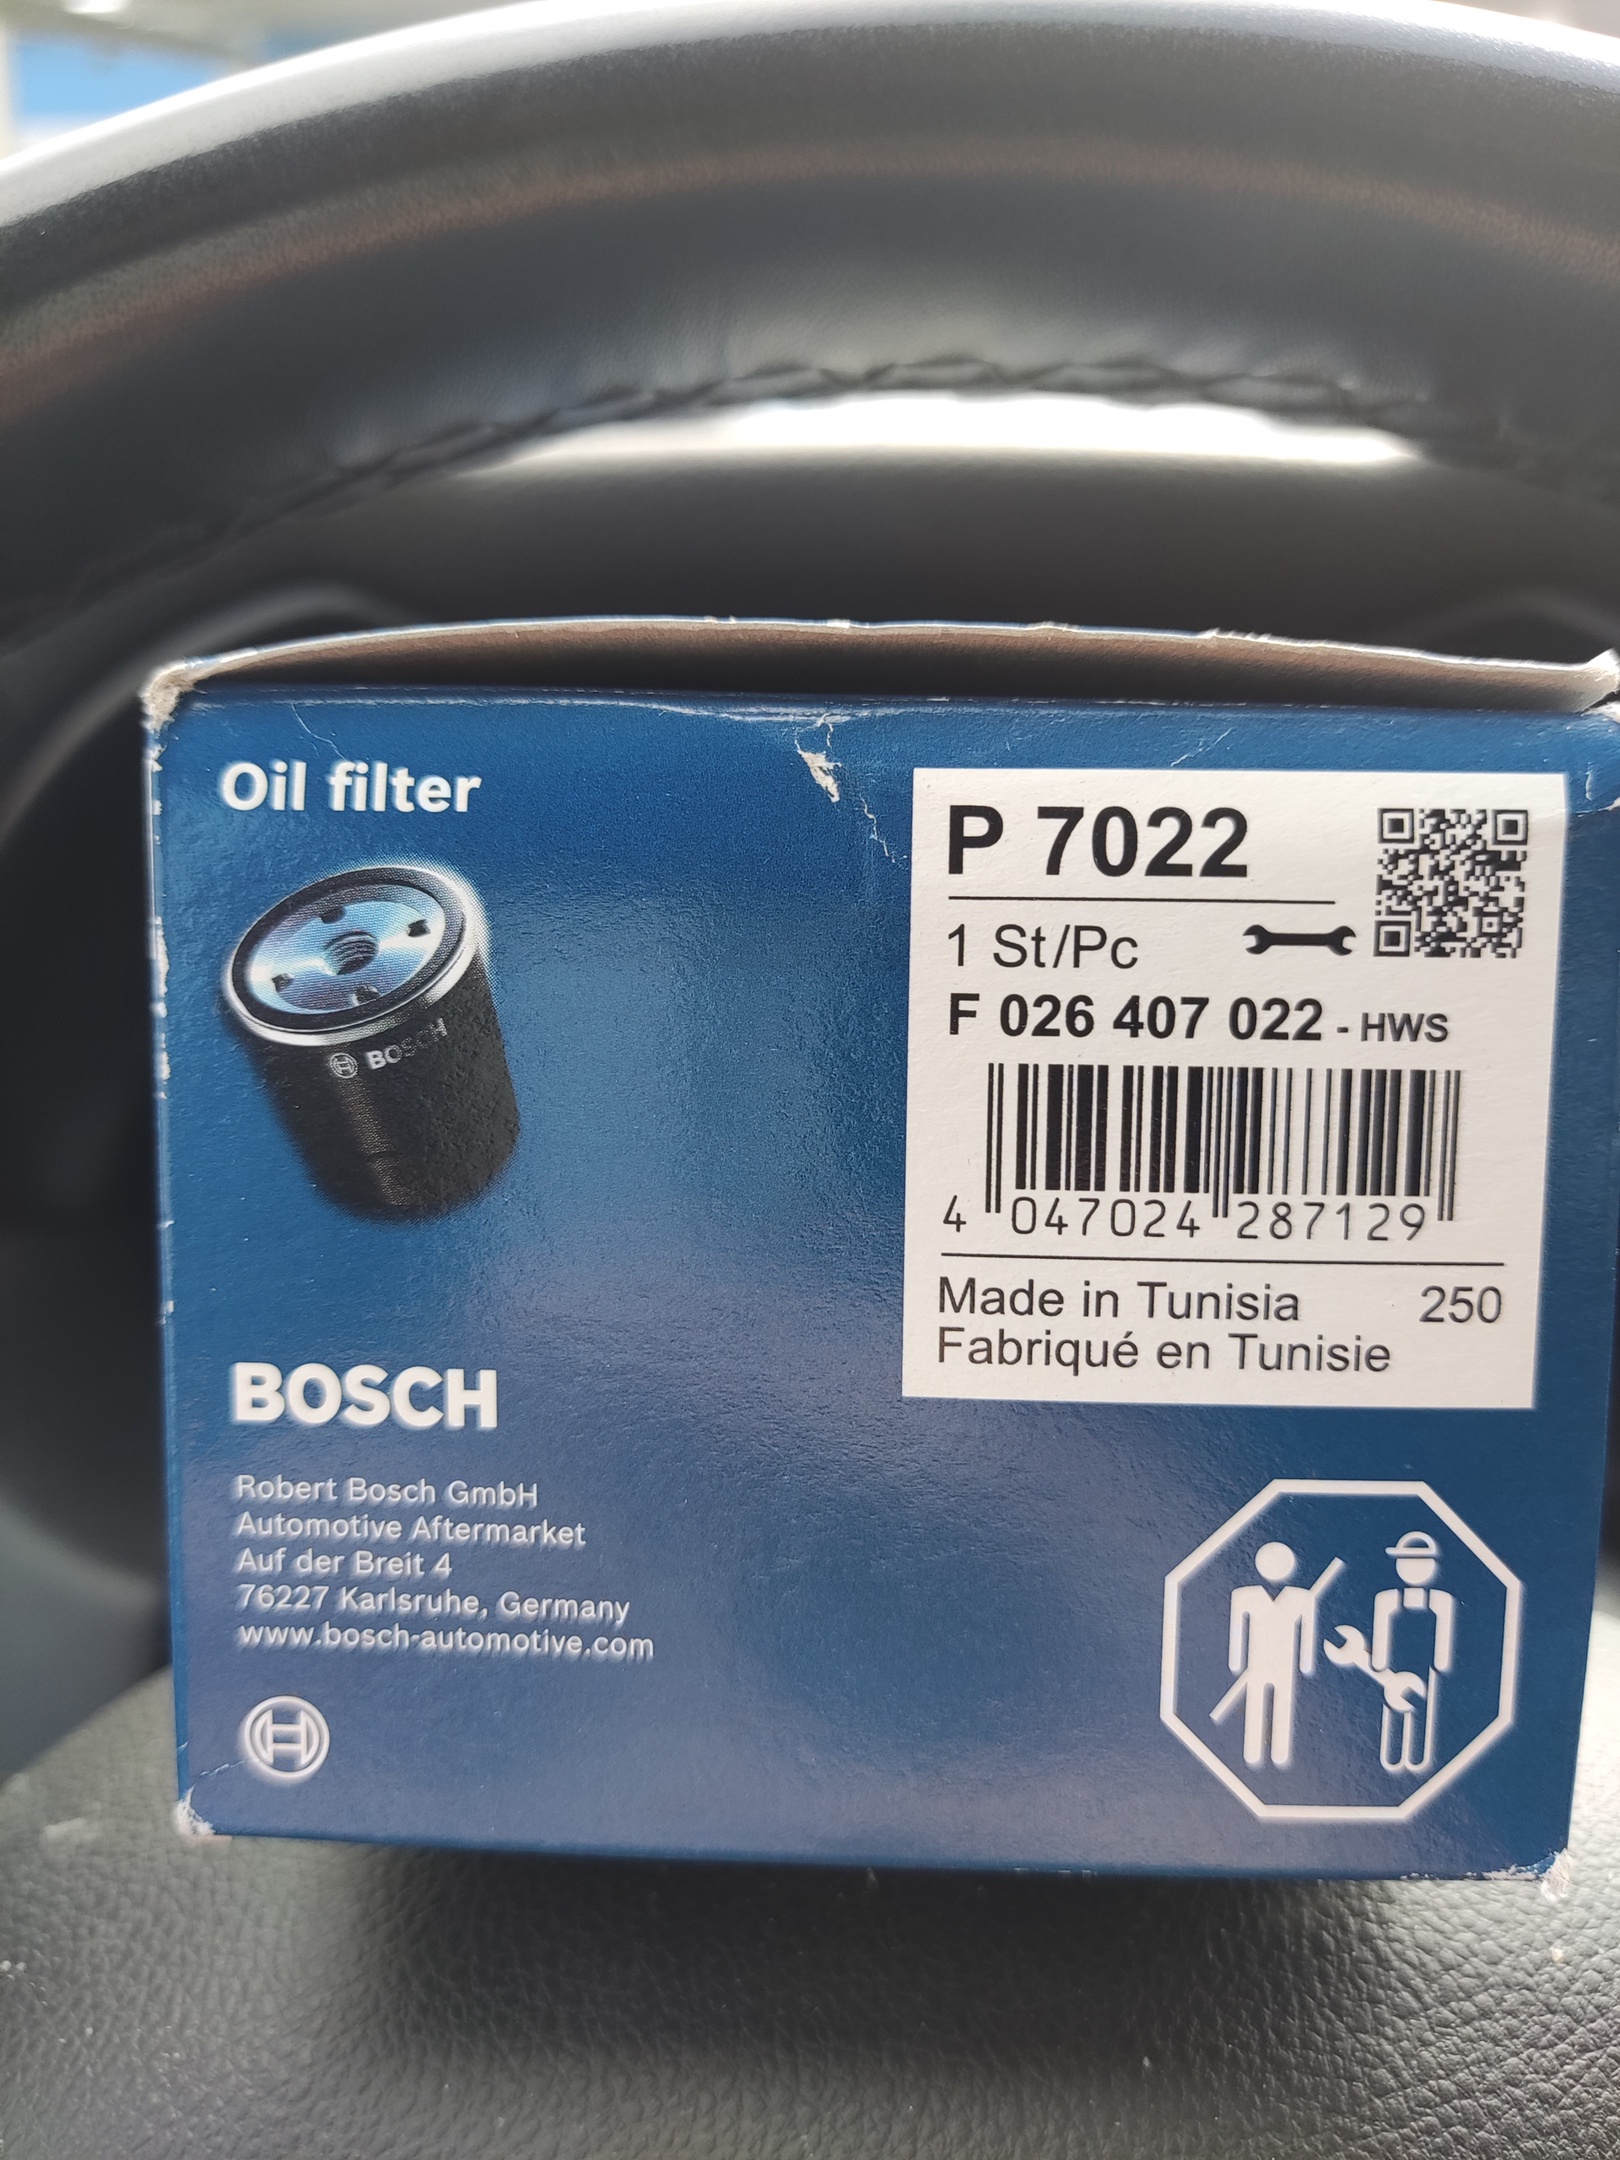 Oil filter
BOSCH
P 7022
1 St/Pc
F 026 407 022 - HWS
4 047024 287129
Made in Tunisia 250
Fabriqué en Tunisie
BOSCH
Robert Bosch GmbH
Automotive Aftermarket
Auf der Breit 4
76227 Karlsruhe, Germany
www.bosch-automotive.com